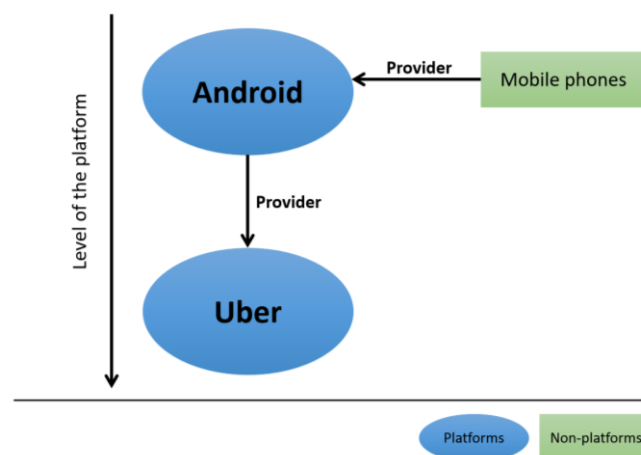 Level of the platform
Android
Provider
Mobile phones
Provider
Uber
Platforms
Non-platforms